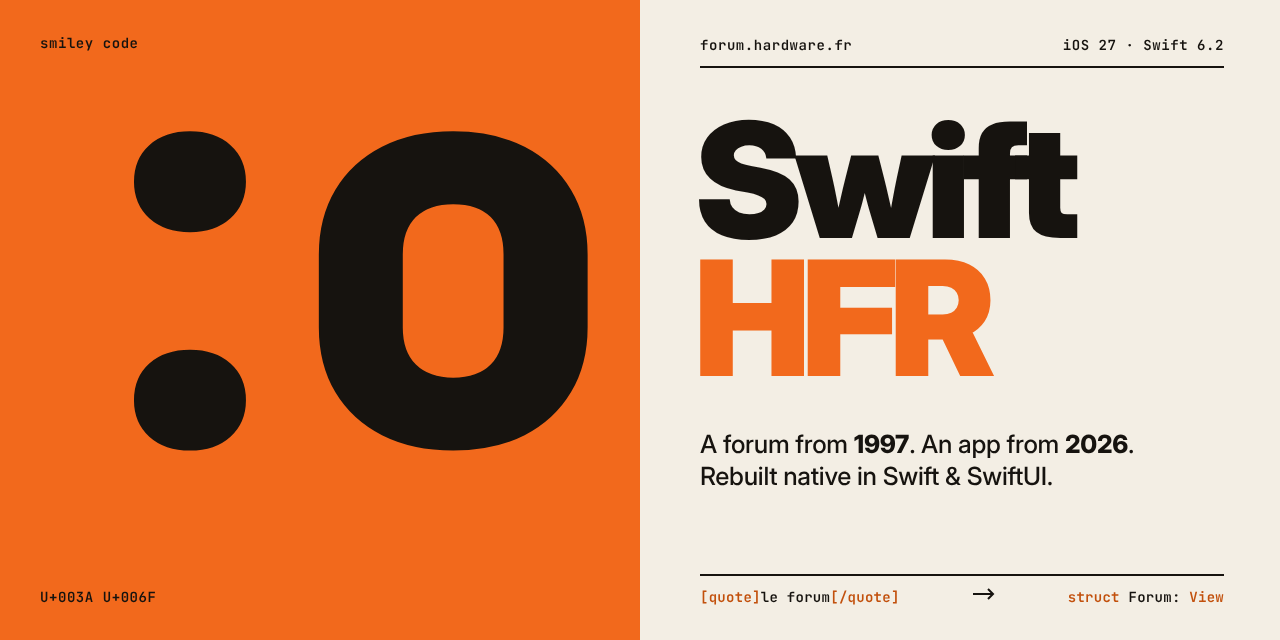 smiley code
:o
U+003A U+006F
forum.hardware.fr
iOS 27 · Swift 6.2
Swift
HFR
A forum from 1997. An app from 2026.
Rebuilt native in Swift & SwiftUI.
[quote]le forum[/quote] → struct Forum: View